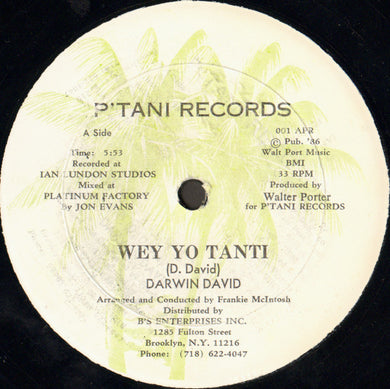 P'TANI RECORDS
A Side
Time: 5:53
Recorded at
IAN LUNDON STUDIOS
Mixed at
PLATINUM FACTORY
By JON EVANS
001 APR
© Pub. '86
Walt Port Music
BMI
33 RPM
Produced by
Walter Porter
for P'TANI RECORDS
WEY YO TANTI
(D. David)
DARWIN DAVID
Arranged and Conducted by Frankie McIntosh
Distributed by
B'S ENTERPRISES INC.
1285 Fulton Street
Brooklyn, N.Y. 11216
Phone: (718) 622-4047